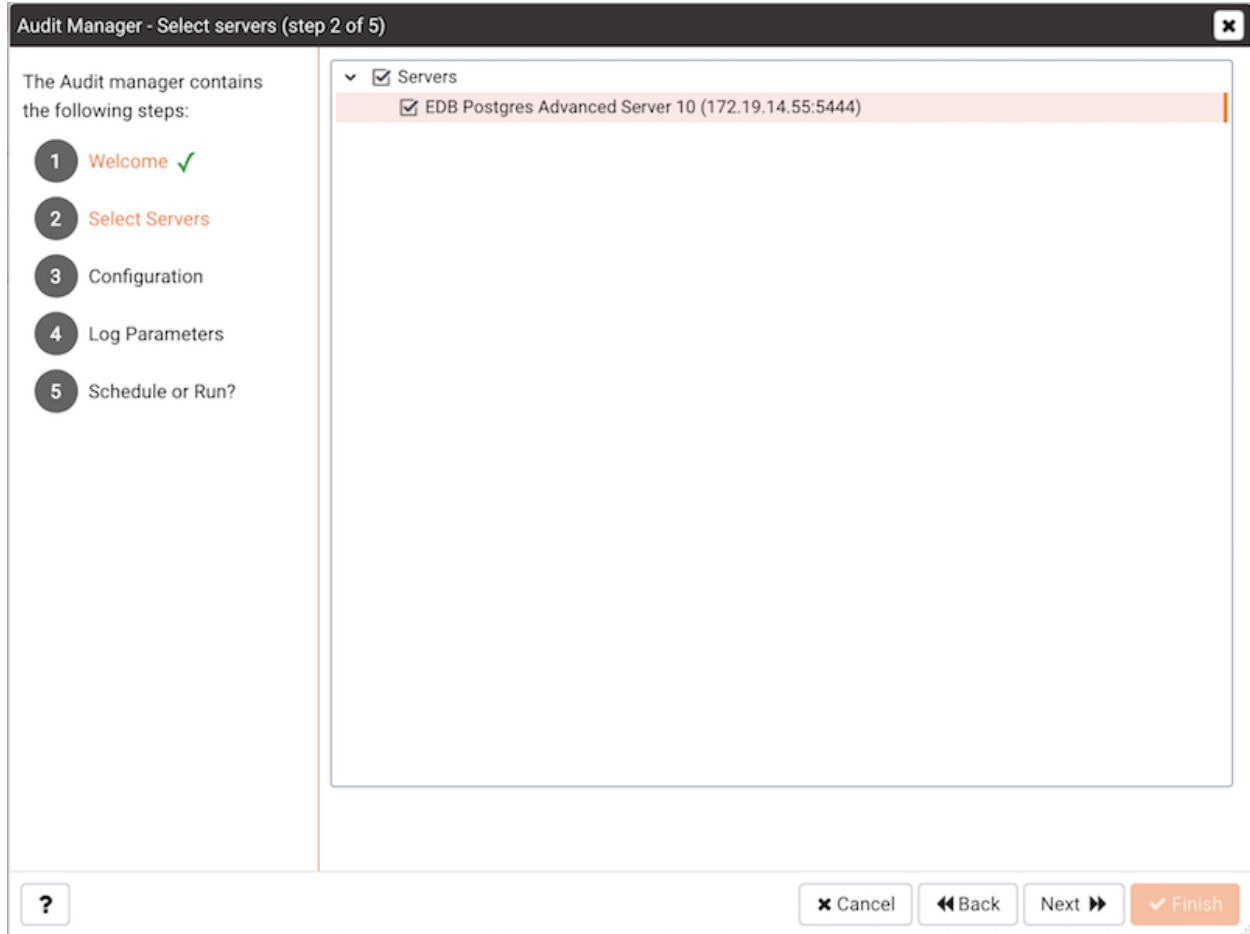 Audit Manager - Select servers (step 2 of 5)
The Audit manager contains
the following steps:
1 Welcome
2 Select Servers
3 Configuration
4 Log Parameters
5 Schedule or Run?
Servers
EDB Postgres Advanced Server 10 (172.19.14.55:5444)
?
Cancel
Back
Next
Finish